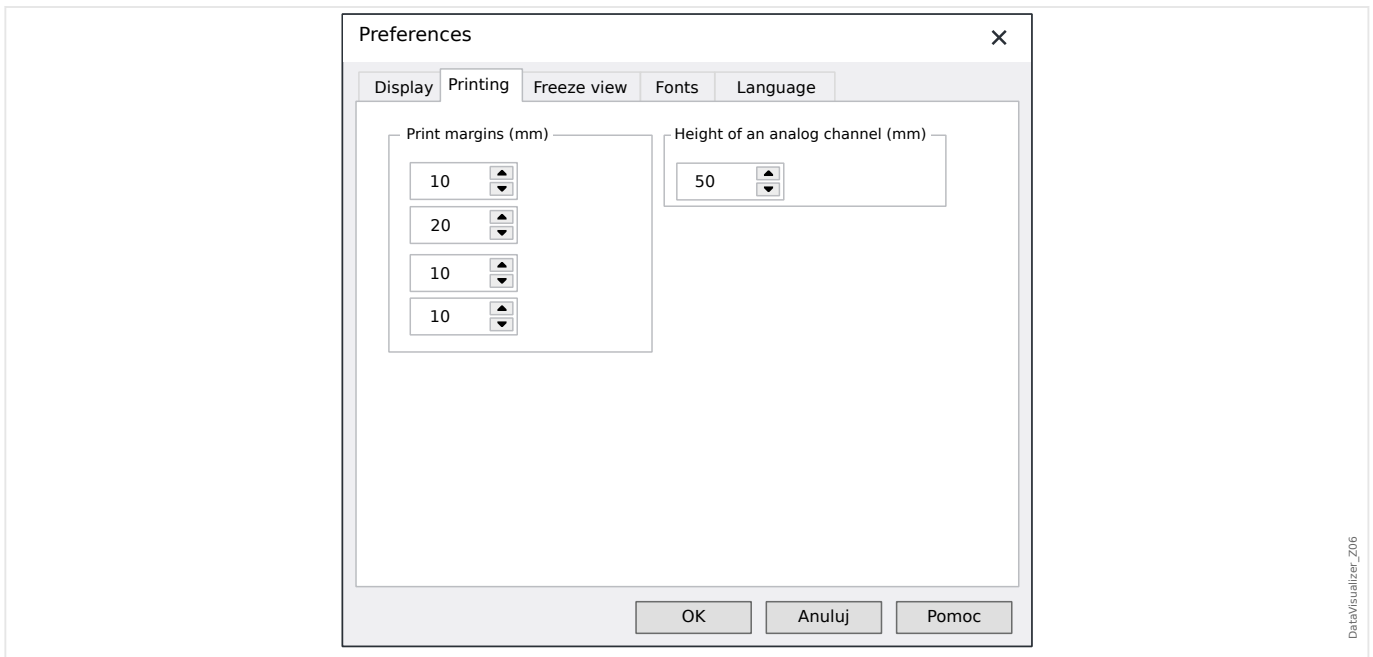 Preferences
Display Printing Freeze view Fonts Language
Print margins (mm) Height of an analog channel (mm)
10 50
20
10
10
OK Anuluj Pomoc
DataVisualizer_Z06